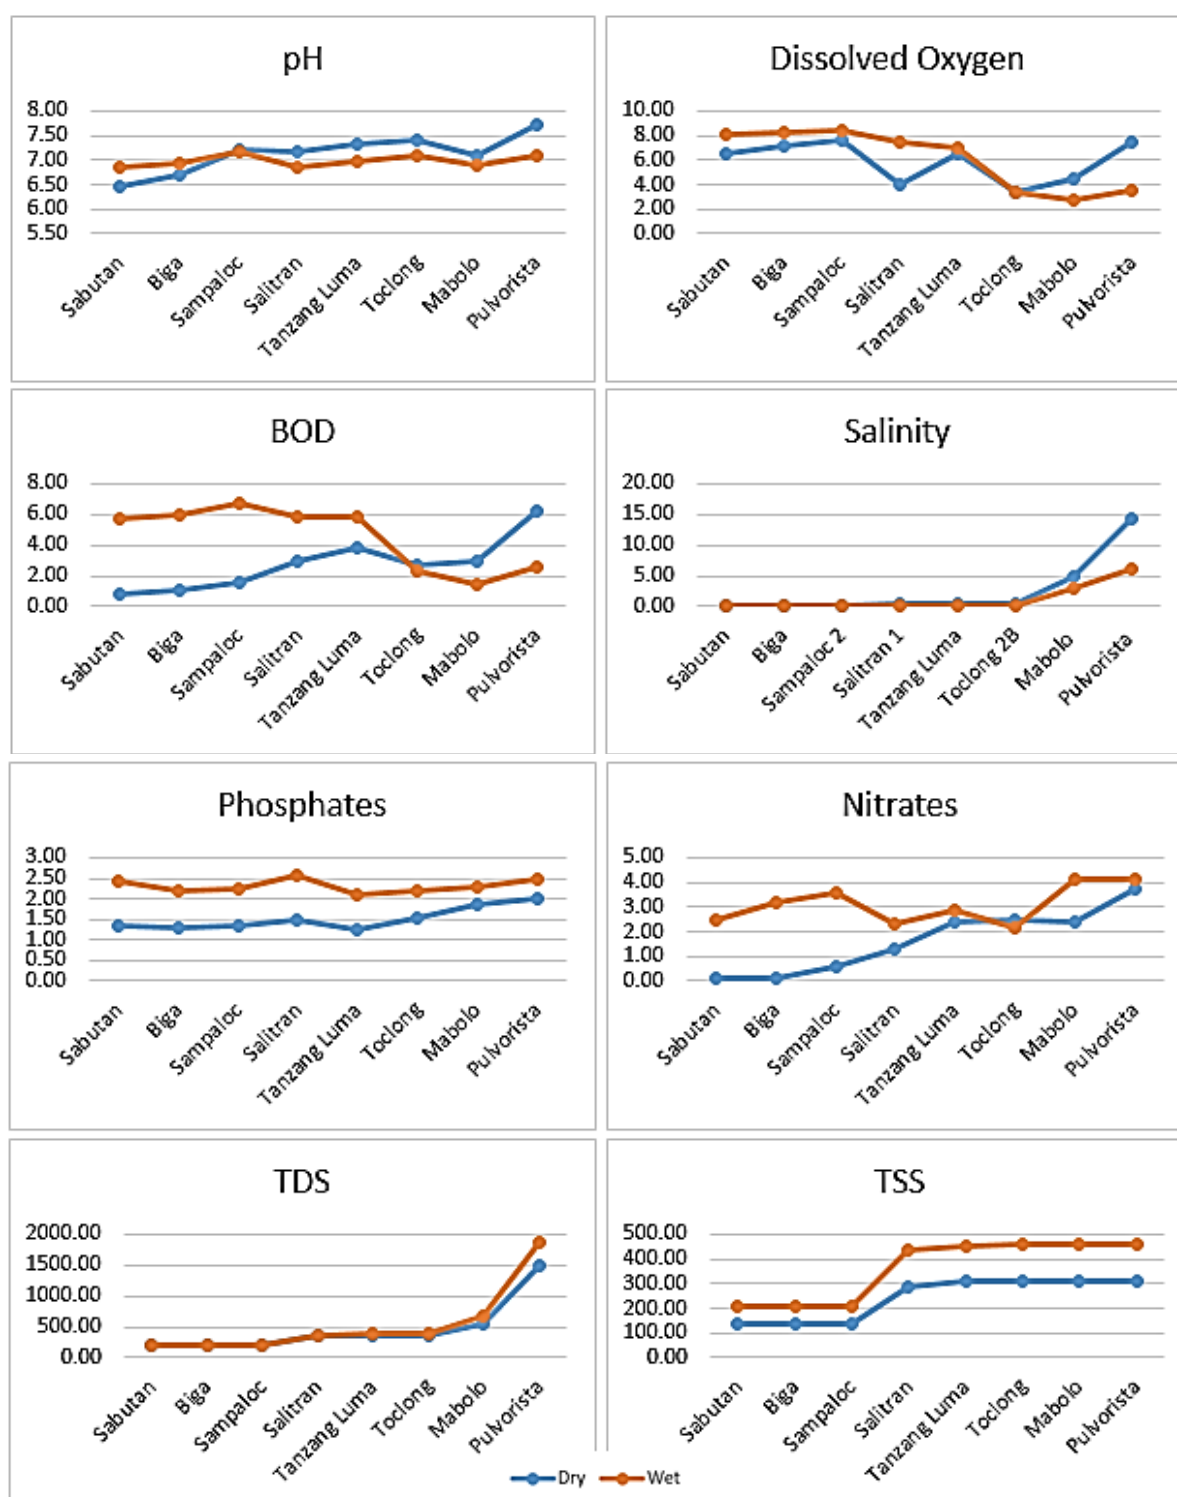 pH
8.00
7.50
7.00
6.50
6.00
5.50
Sabutan
Biga
Sampaloc
Salitran
Tanzang Luma
Toclong
Mabolo
Pulvorista
Dissolved Oxygen
10.00
8.00
6.00
4.00
2.00
0.00
Sabutan
Biga
Sampaloc
Salitran
Tanzang Luma
Toclong
Mabolo
Pulvorista
BOD
8.00
6.00
4.00
2.00
0.00
Sabutan
Biga
Sampaloc
Salitran
Tanzang Luma
Toclong
Mabolo
Pulvorista
Salinity
20.00
15.00
10.00
5.00
0.00
Sabutan
Biga
Sampaloc 2
Salitran 1
Tanzang Luma
Toclong 2B
Mabolo
Pulvorista
Phosphates
3.00
2.50
2.00
1.50
1.00
0.50
0.00
Sabutan
Biga
Sampaloc
Salitran
Tanzang Luma
Toclong
Mabolo
Pulvorista
Nitrates
5.00
4.00
3.00
2.00
1.00
0.00
Sabutan
Biga
Sampaloc
Salitran
Tanzang Luma
Toclong
Mabolo
Pulvorista
TDS
2000.00
1500.00
1000.00
500.00
0.00
Sabutan
Biga
Sampaloc
Salitran
Tanzang Luma
Toclong
Mabolo
Pulvorista
TSS
500.00
400.00
300.00
200.00
100.00
0.00
Sabutan
Biga
Sampaloc
Salitran
Tanzang Luma
Toclong
Mabolo
Pulvorista
Dry Wet